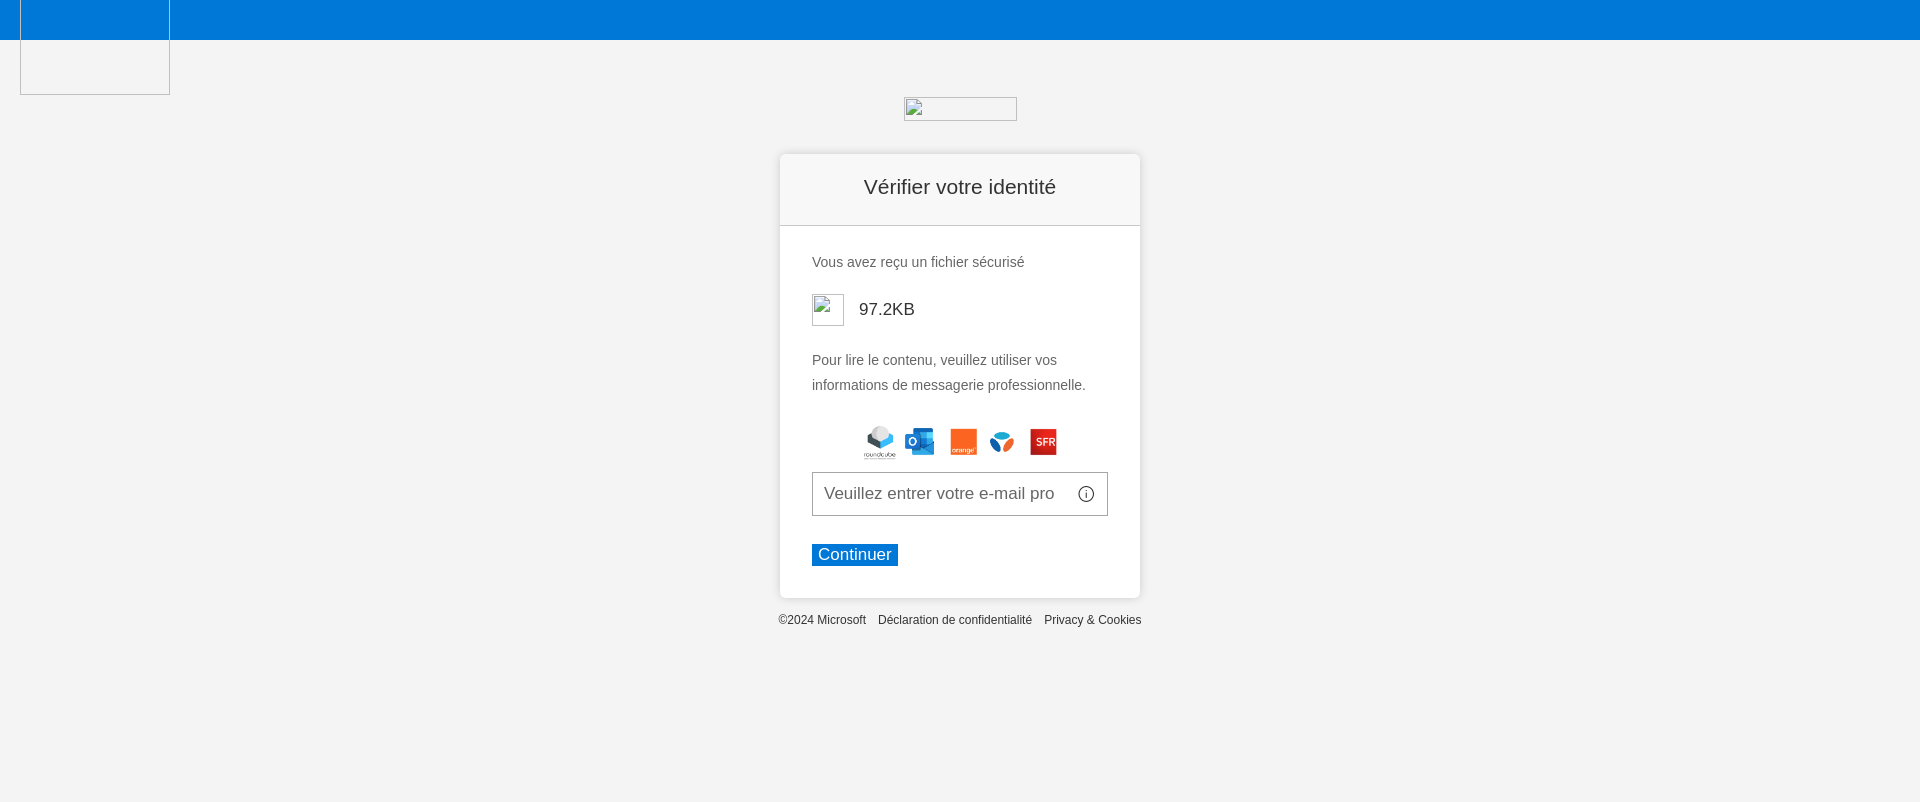 Vérifier votre identité
Vous avez reçu un fichier sécurisé
97.2KB
Pour lire le contenu, veuillez utiliser vos
informations de messagerie professionnelle.
roundcube
orange
SFR
Veuillez entrer votre e-mail pro
Continuer
©2024 Microsoft Déclaration de confidentialité Privacy & Cookies